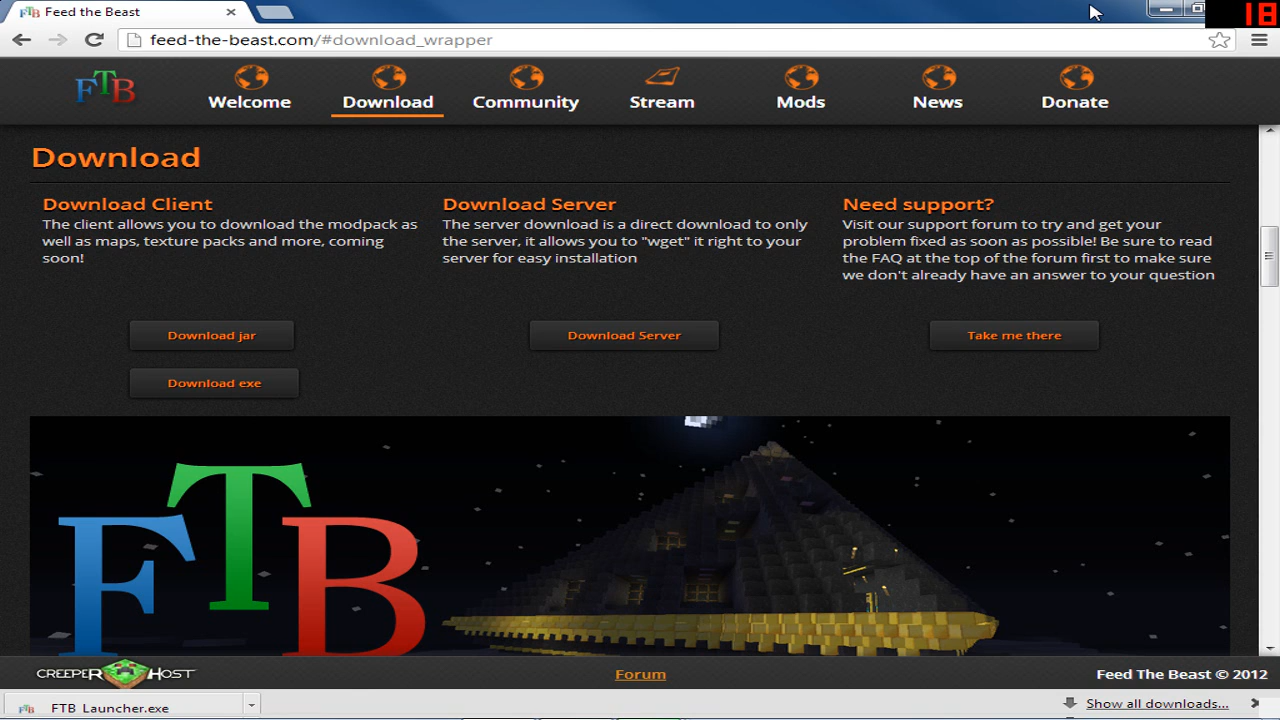 Feed the Beast
18
feed-the-beast.com/#download_wrapper
FTB
Welcome
Download
Community
Stream
Mods
News
Donate
Download
Download Client
The client allows you to download the modpack as
well as maps, texture packs and more, coming
soon!
Download jar
Download exe
Download Server
The server download is a direct download to only
the server, it allows you to "wget" it right to your
server for easy installation
Download Server
Need support?
Visit our support forum to try and get your
problem fixed as soon as possible! Be sure to read
the FAQ at the top of the forum first to make sure
we don't already have an answer to your question
Take me there
FTB
CREEPER HOST
Forum
Feed The Beast © 2012
FTB_Launcher.exe
Show all downloads...